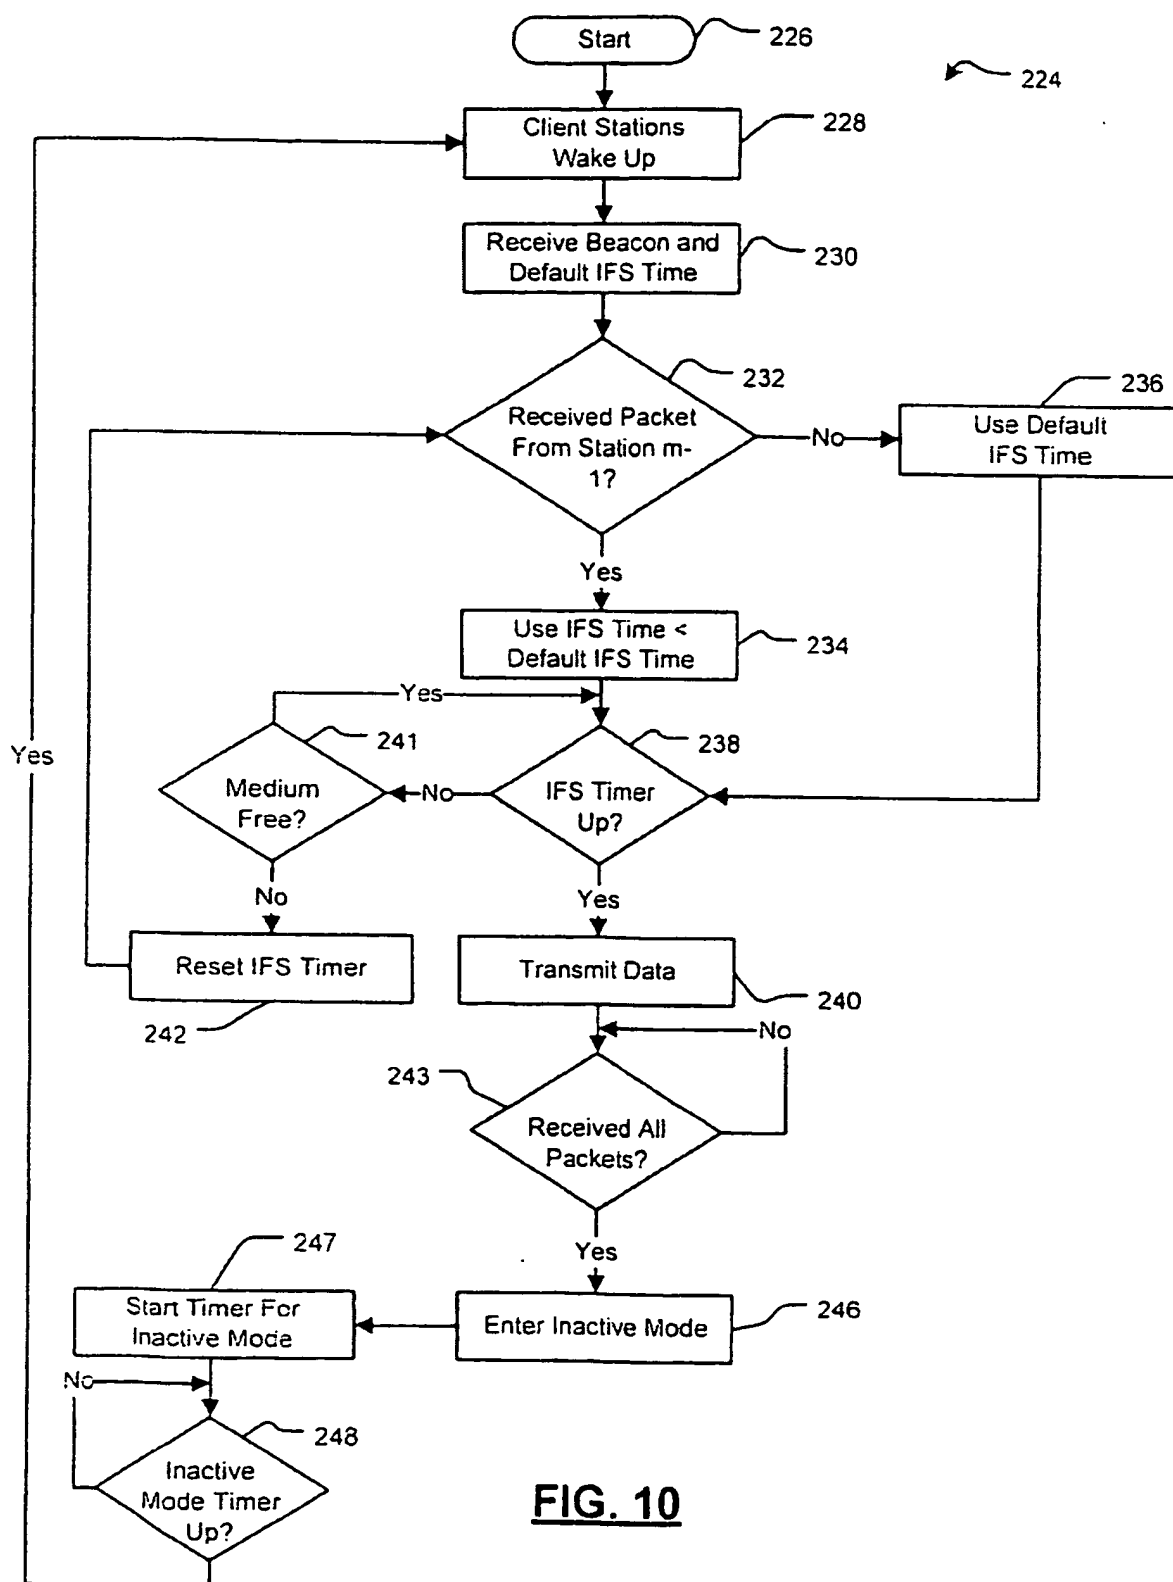 Start
226
224
Client Stations
Wake Up
228
Receive Beacon and
Default IFS Time
230
232
Received Packet
From Station m-
1?
No
236
Use Default
IFS Time
Yes
Use IFS Time <
Default IFS Time
234
Yes
241
Medium
Free?
No
238
IFS Timer
Up?
Yes
No
Yes
Reset IFS Timer
242
Transmit Data
240
No
243
Received All
Packets?
Yes
247
Start Timer For
Inactive Mode
Enter Inactive Mode
246
No
248
Inactive
Mode Timer
Up?
FIG. 10